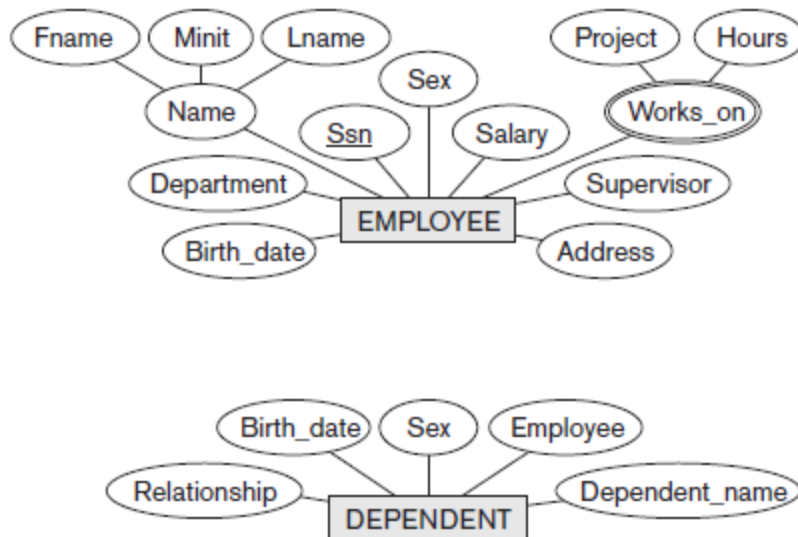 Fname Minit Lname Project Hours
Sex
Name Works_on
Ssn Salary
Department Supervisor
EMPLOYEE
Birth_date Address
Birth_date Sex Employee
Relationship Dependent_name
DEPENDENT